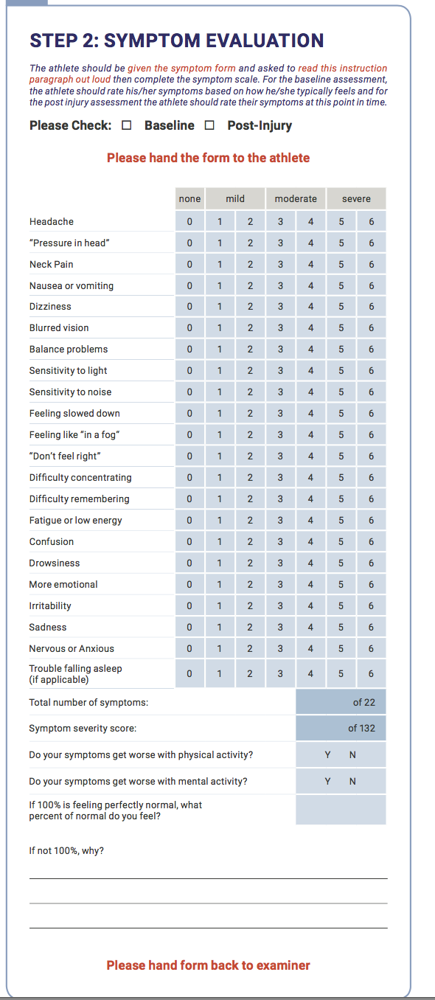 STEP 2: SYMPTOM EVALUATION
The athlete should be given the symptom form and asked to read this instruction
paragraph out loud then complete the symptom scale. For the baseline assessment,
the athlete should rate his/her symptoms based on how he/she typically feels and for
the post injury assessment the athlete should rate their symptoms at this point in time.
Please Check: ☐ Baseline ☐ Post-Injury
Please hand the form to the athlete
none mild moderate severe
Headache 0 1 2 3 4 5 6
“Pressure in head” 0 1 2 3 4 5 6
Neck Pain 0 1 2 3 4 5 6
Nausea or vomiting 0 1 2 3 4 5 6
Dizziness 0 1 2 3 4 5 6
Blurred vision 0 1 2 3 4 5 6
Balance problems 0 1 2 3 4 5 6
Sensitivity to light 0 1 2 3 4 5 6
Sensitivity to noise 0 1 2 3 4 5 6
Feeling slowed down 0 1 2 3 4 5 6
Feeling like “in a fog“ 0 1 2 3 4 5 6
“Don’t feel right” 0 1 2 3 4 5 6
Difficulty concentrating 0 1 2 3 4 5 6
Difficulty remembering 0 1 2 3 4 5 6
Fatigue or low energy 0 1 2 3 4 5 6
Confusion 0 1 2 3 4 5 6
Drowsiness 0 1 2 3 4 5 6
More emotional 0 1 2 3 4 5 6
Irritability 0 1 2 3 4 5 6
Sadness 0 1 2 3 4 5 6
Nervous or Anxious 0 1 2 3 4 5 6
Trouble falling asleep
(if applicable) 0 1 2 3 4 5 6
Total number of symptoms: of 22
Symptom severity score: of 132
Do your symptoms get worse with physical activity? Y N
Do your symptoms get worse with mental activity? Y N
If 100% is feeling perfectly normal, what
percent of normal do you feel?
If not 100%, why?
Please hand form back to examiner